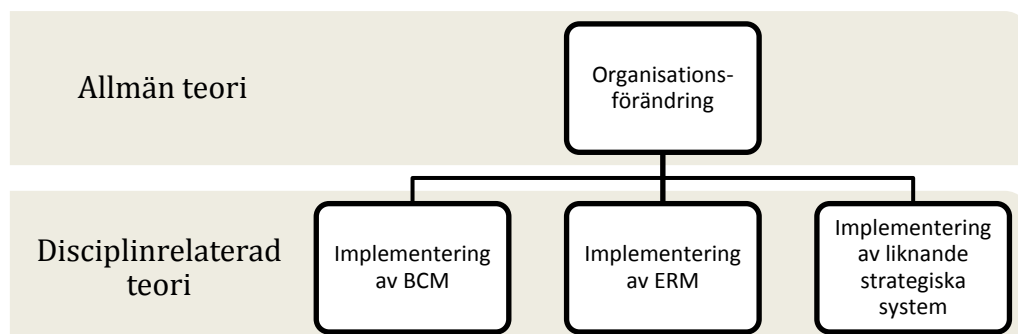 Allmän teori
Organisations-
förändring
Disciplinrelaterad
teori
Implementering
av BCM
Implementering
av ERM
Implementering
av liknande
strategiska
system